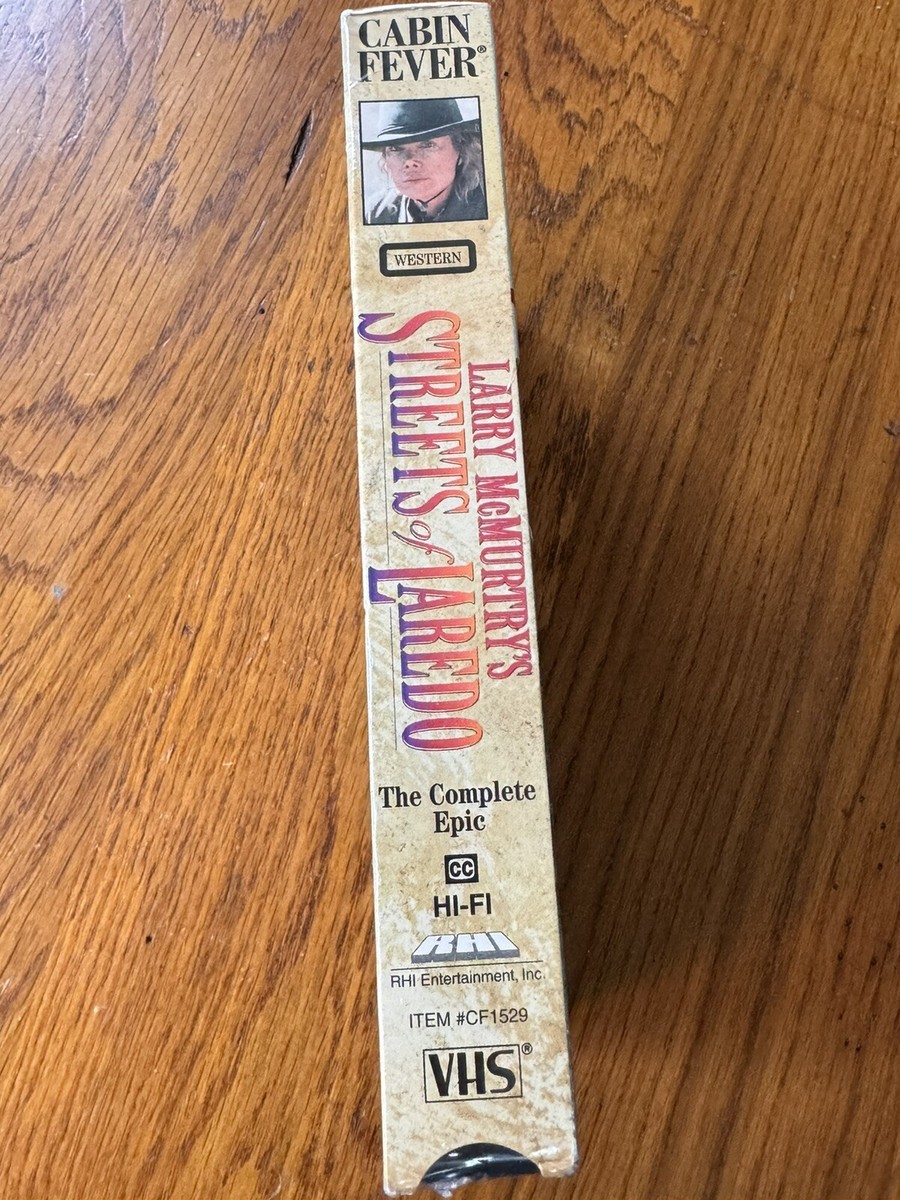 CABIN
FEVER®
WESTERN
LARRY McMURTRY'S
STREETS of LAREDO
The Complete
Epic
CC
HI-FI
RHI
RHI Entertainment, Inc
ITEM #CF1529
VHS®